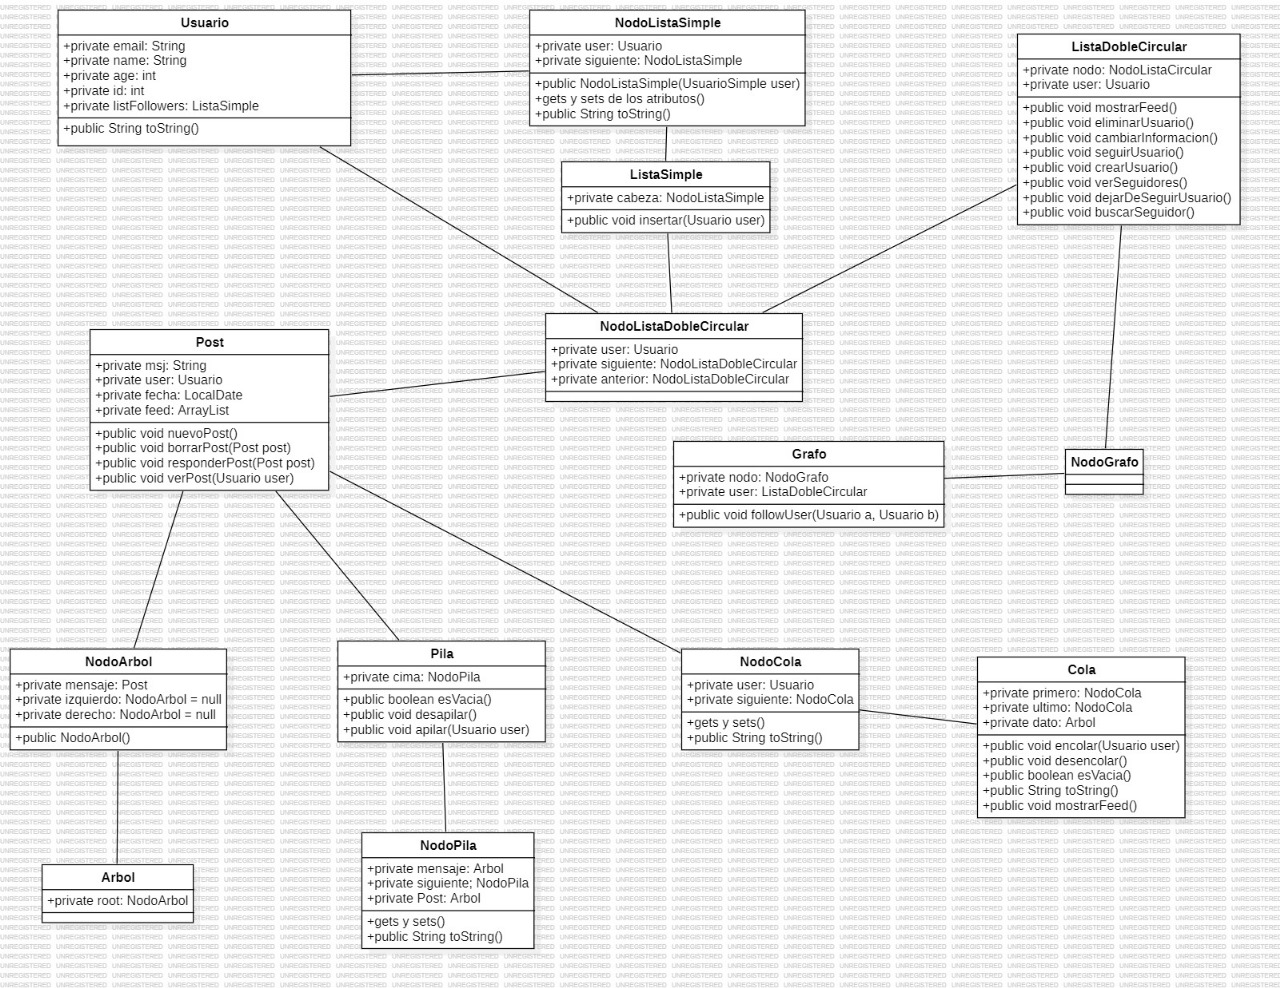 Usuario
+private email: String
+private name: String
+private age: int
+private id: int
+private listFollowers: ListaSimple
+public String toString()
NodoListaSimple
+private user: Usuario
+private siguiente: NodoListaSimple
+public NodoListaSimple(UsuarioSimple user)
+gets y sets de los atributos()
+public String toString()
ListaDobleCircular
+private nodo: NodoListaCircular
+private user: Usuario
+public void mostrarFeed()
+public void eliminarUsuario()
+public void cambiarInformacion()
+public void seguirUsuario()
+public void crearUsuario()
+public void verSeguidores()
+public void dejarDeSeguirUsuario()
+public void buscarSeguidor()
ListaSimple
+private cabeza: NodoListaSimple
+public void insertar(Usuario user)
NodoListaDobleCircular
+private user: Usuario
+private siguiente: NodoListaDobleCircular
+private anterior: NodoListaDobleCircular
Post
+private msj: String
+private user: Usuario
+private fecha: LocalDate
+private feed: ArrayList
+public void nuevoPost()
+public void borrarPost(Post post)
+public void responderPost(Post post)
+public void verPost(Usuario user)
Grafo
+private nodo: NodoGrafo
+private user: ListaDobleCircular
+public void followUser(Usuario a, Usuario b)
NodoGrafo
NodoArbol
+private mensaje: Post
+private izquierdo: NodoArbol = null
+private derecho: NodoArbol = null
+public NodoArbol()
Pila
+private cima: NodoPila
+public boolean esVacia()
+public void desapilar()
+public void apilar(Usuario user)
NodoCola
+private user: Usuario
+private siguiente: NodoCola
+gets y sets()
+public String toString()
Cola
+private primero: NodoCola
+private ultimo: NodoCola
+private dato: Arbol
+public void encolar(Usuario user)
+public void desencolar()
+public boolean esVacia()
+public String toString()
+public void mostrarFeed()
Arbol
+private root: NodoArbol
NodoPila
+private mensaje: Arbol
+private siguiente; NodoPila
+private Post: Arbol
+gets y sets()
+public String toString()
UNREGISTERED